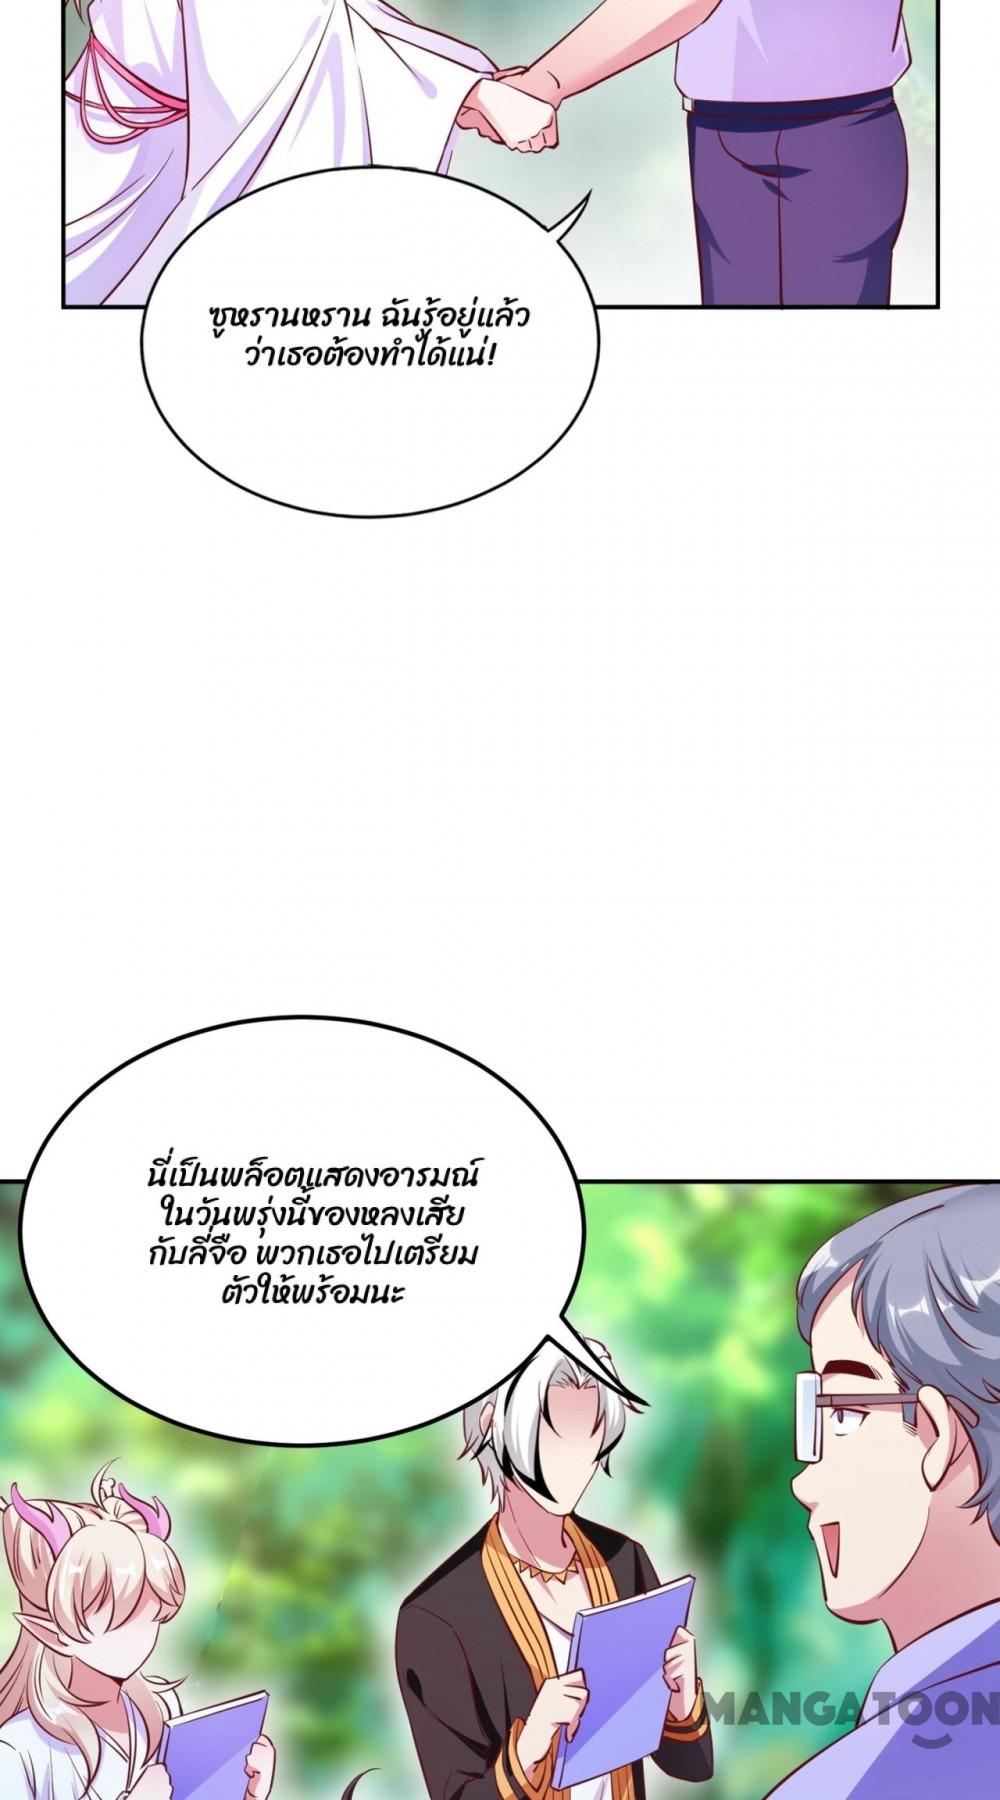 ซูหรานหราน ฉันรู้อยู่แล้ว
ว่าเธอต้องทำได้แน่!
นี่เป็นพล็อตแสดงอารมณ์
ในวันพรุ่งนี้ของหลงเสีย
กับลี่จือ พวกเธอไปเตรียม
ตัวให้พร้อมนะ
MANGATOON